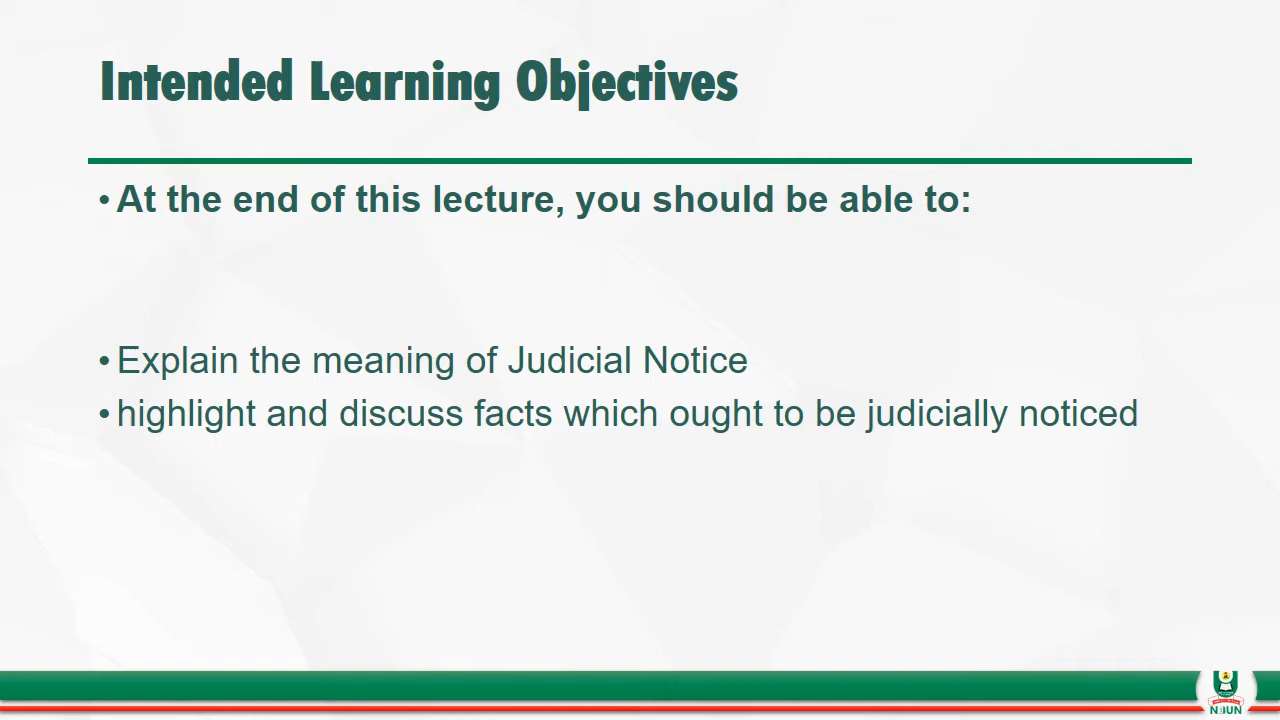 Intended Learning Objectives
• At the end of this lecture, you should be able to:
• Explain the meaning of Judicial Notice
• highlight and discuss facts which ought to be judicially noticed
NOUN